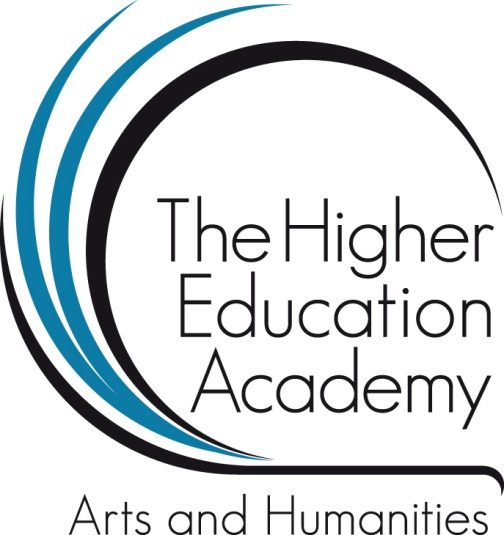 The Higher
Education
Academy
Arts and Humanities